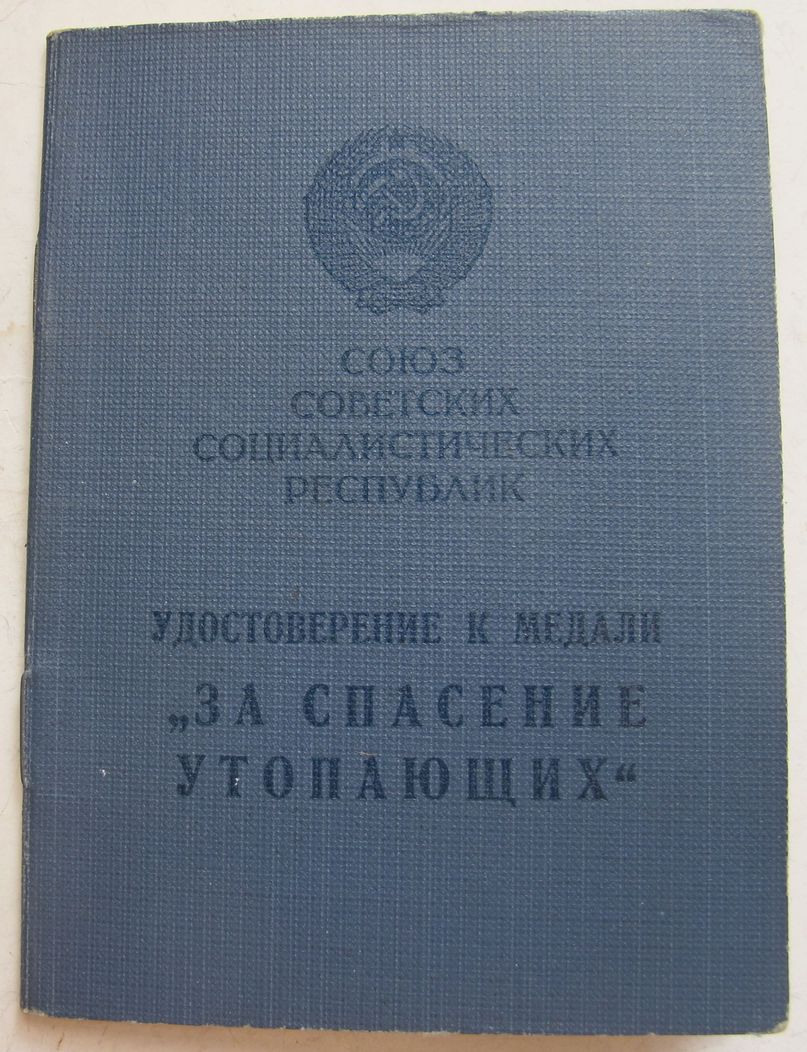 СОЮЗ
СОВЕТСКИХ
СОЦИАЛИСТИЧЕСКИХ
РЕСПУБЛИК
УДОСТОВЕРЕНИЕ К МЕДАЛИ
„ЗА СПАСЕНИЕ
УТОПАЮЩИХ“